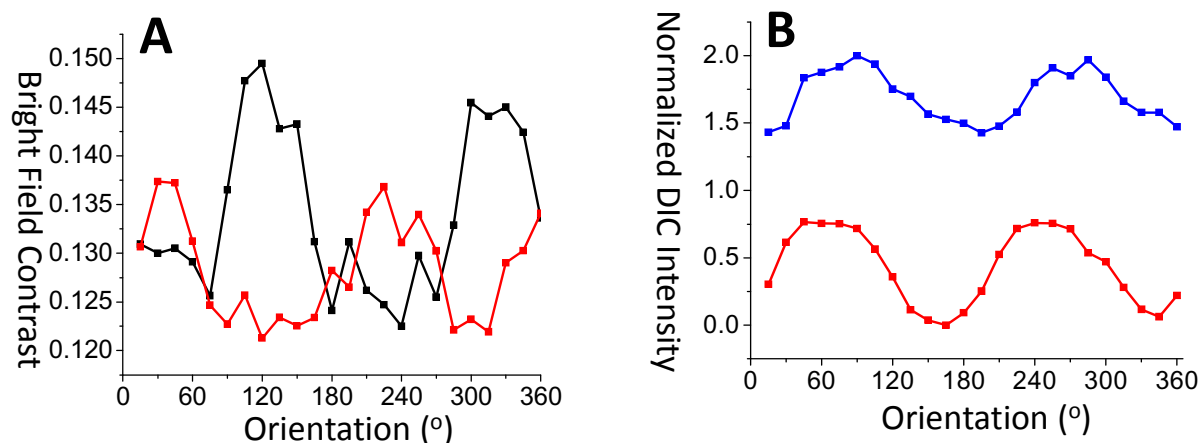 A
Bright Field Contrast
0.150
0.145
0.140
0.135
0.130
0.125
0.120
0 60 120 180 240 300 360
Orientation (º)
B
Normalized DIC Intensity
2.0
1.5
1.0
0.5
0.0
0 60 120 180 240 300 360
Orientation (º)